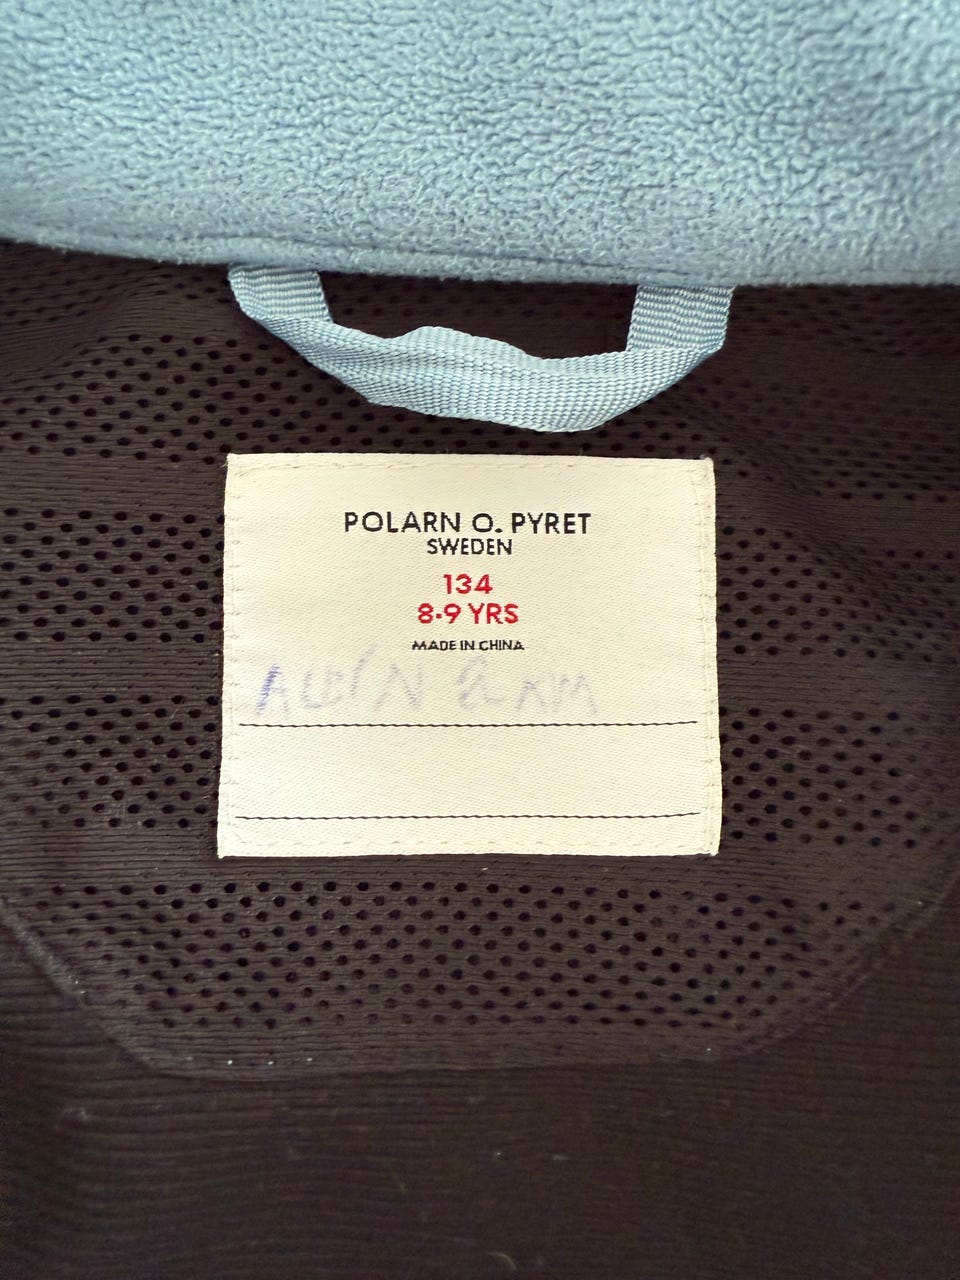 POLARN O. PYRET
SWEDEN
134
8-9 YRS
MADE IN CHINA